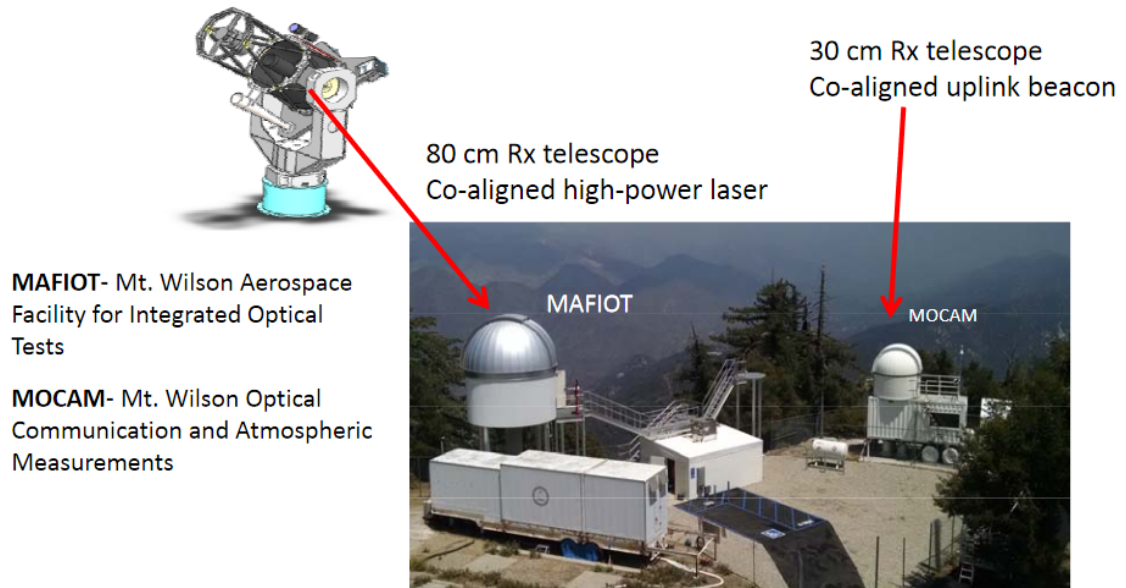 30 cm Rx telescope
Co-aligned uplink beacon
80 cm Rx telescope
Co-aligned high-power laser
MAFIOT- Mt. Wilson Aerospace
Facility for Integrated Optical
Tests
MOCAM- Mt. Wilson Optical
Communication and Atmospheric
Measurements
MAFIOT
MOCAM